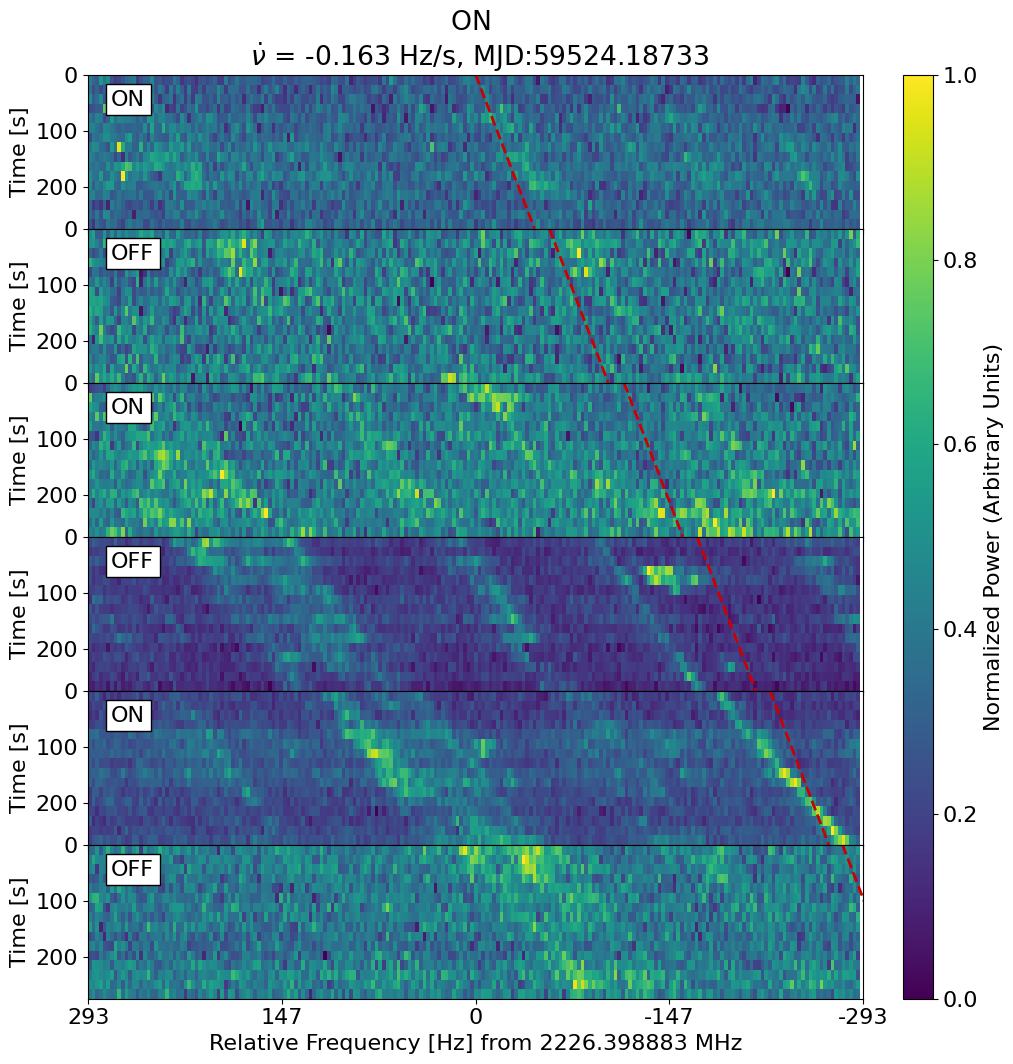 ON
ν̇ = -0.163 Hz/s, MJD:59524.18733
0
ON
100
Time [s]
200
0
OFF
100
Time [s]
200
0
ON
100
Time [s]
200
0
OFF
100
Time [s]
200
0
ON
100
Time [s]
200
0
OFF
100
Time [s]
200
293 147 0 -147 -293
Relative Frequency [Hz] from 2226.398883 MHz
1.0
0.8
0.6
0.4
0.2
0.0
Normalized Power (Arbitrary Units)